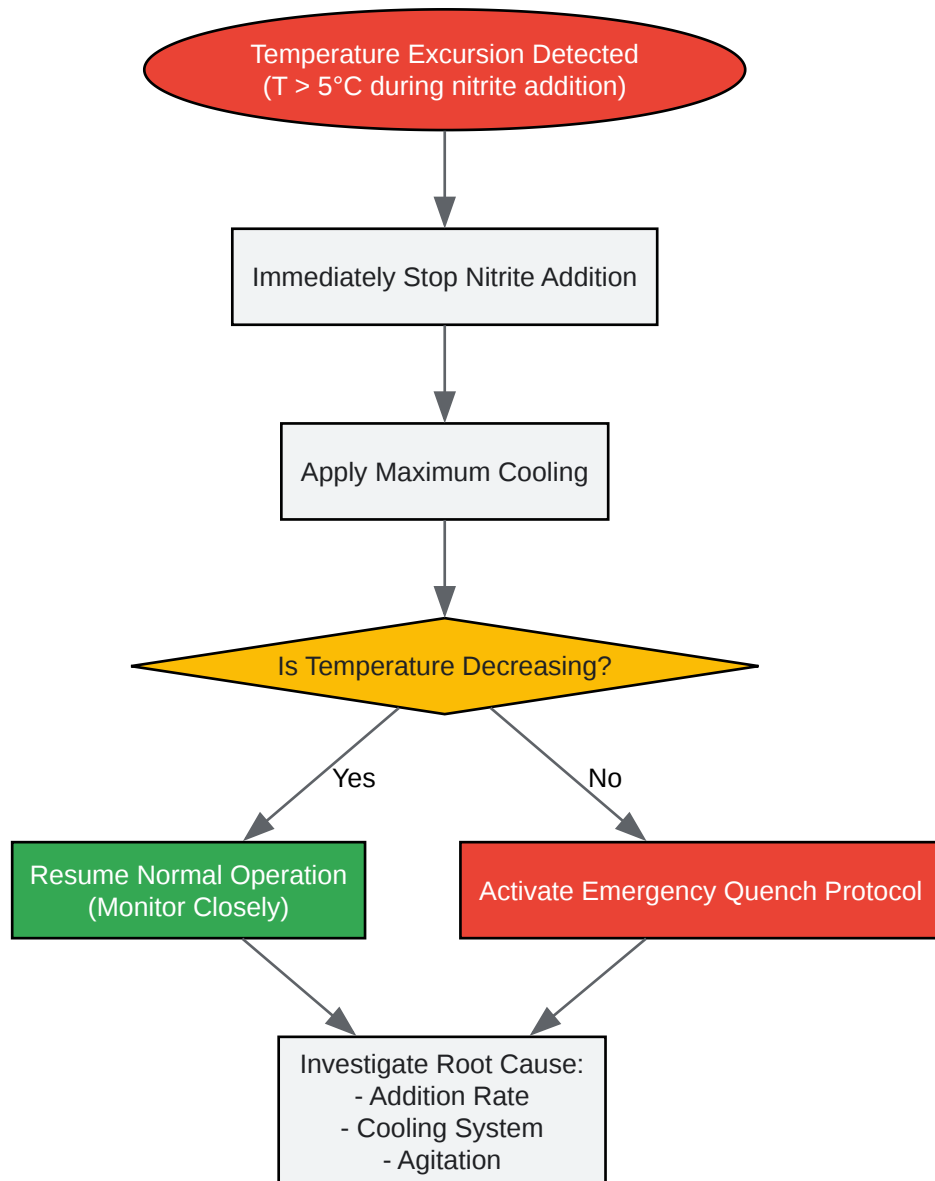 Temperature Excursion Detected
(T > 5°C during nitrite addition)
Immediately Stop Nitrite Addition
Apply Maximum Cooling
Is Temperature Decreasing?
Yes
No
Resume Normal Operation
(Monitor Closely)
Activate Emergency Quench Protocol
Investigate Root Cause:
- Addition Rate
- Cooling System
- Agitation